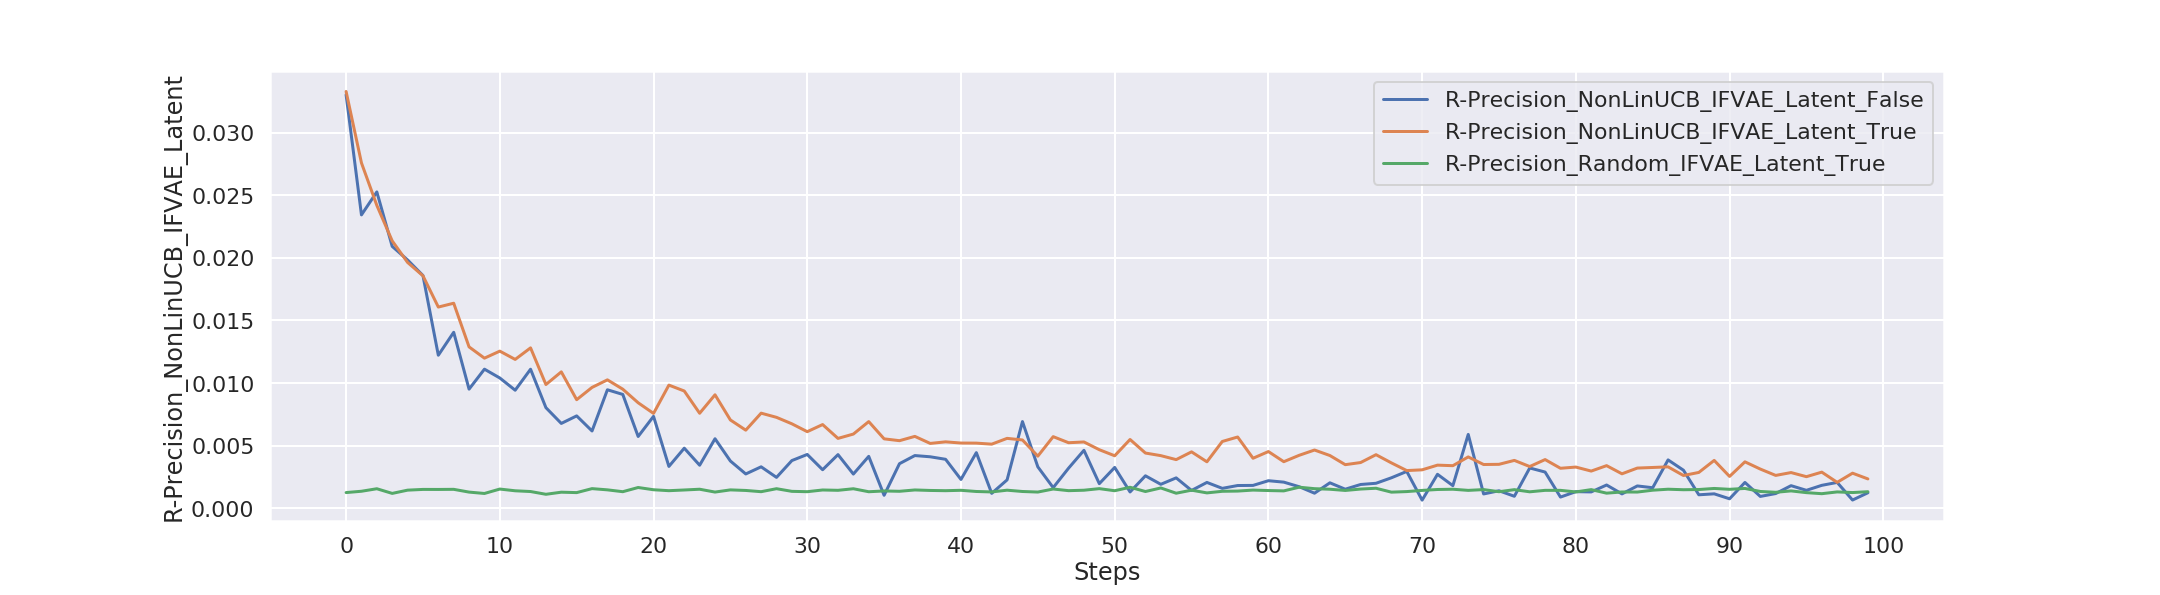 R-Precision_NonLinUCB_IFVAE_Latent
0.030
0.025
0.020
0.015
0.010
0.005
0.000
R-Precision_NonLinUCB_IFVAE_Latent_False
R-Precision_NonLinUCB_IFVAE_Latent_True
R-Precision_Random_IFVAE_Latent_True
0 10 20 30 40 50 60 70 80 90 100
Steps